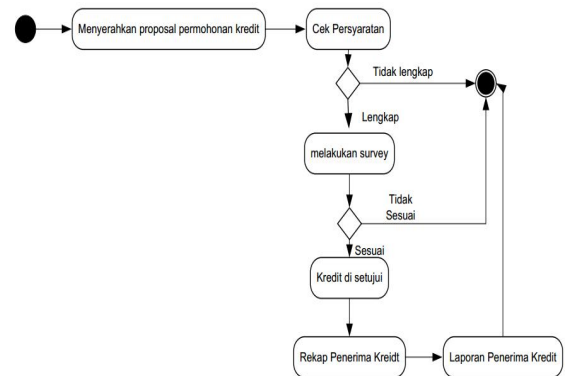 Menyerahkan proposal permohonan kredit
Cek Persyaratan
Tidak lengkap
Lengkap
melakukan survey
Tidak
Sesuai
Sesuai
Kredit di setujui
Rekap Penerima Kreidt
Laporan Penerima Kredit